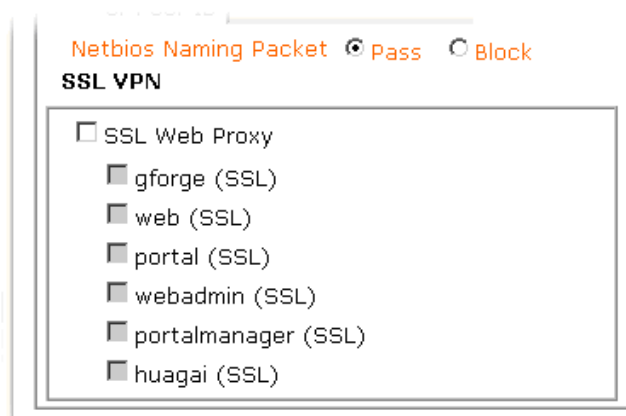 Netbios Naming Packet Pass Block
SSL VPN
SSL Web Proxy
gforge (SSL)
web (SSL)
portal (SSL)
webadmin (SSL)
portalmanager (SSL)
huagai (SSL)